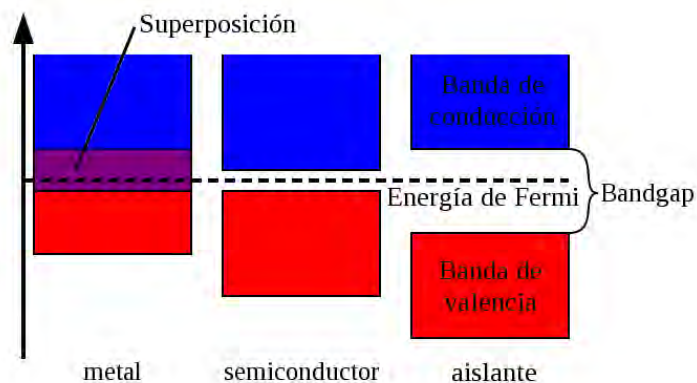 Superposición
Banda de
conducción
Energía de Fermi
Bandgap
Banda de
valencia
metal
semiconductor
aislante